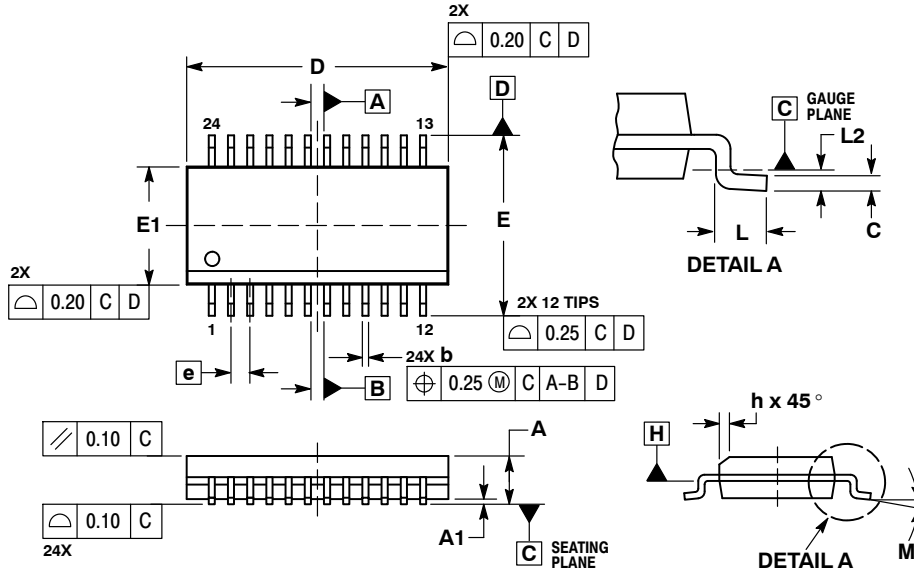 2X
⌓ 0.20 C D
D
A
D
24
13
E1
E
2X
⌓ 0.20 C D
2X 12 TIPS
⌓ 0.25 C D
1
12
e
24X b
B
⌖ 0.25 Ⓜ C A-B D
C GAUGE
PLANE
L2
L
C
DETAIL A
⫽ 0.10 C
A
⌓ 0.10 C
24X
A1
C SEATING
PLANE
h x 45°
H
M
DETAIL A